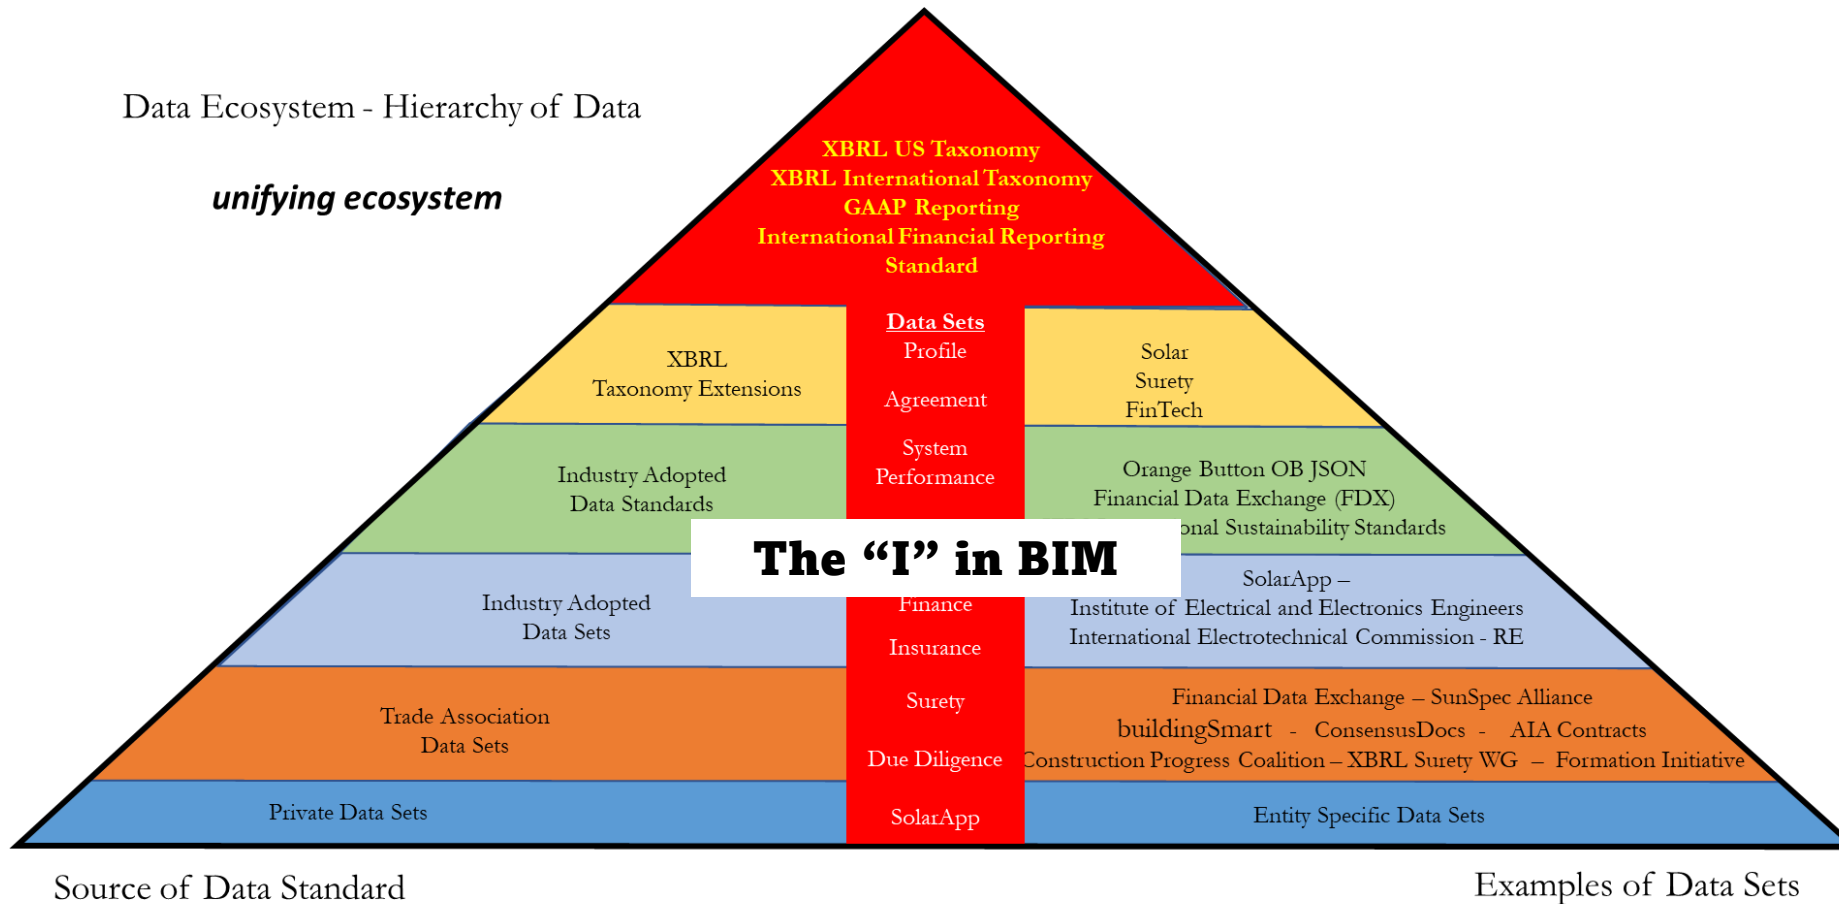 Data Ecosystem - Hierarchy of Data
unifying ecosystem
XBRL US Taxonomy
XBRL International Taxonomy
GAAP Reporting
International Financial Reporting
Standard
XBRL
Taxonomy Extensions
Data Sets
Profile
Agreement
Solar
Surety
FinTech
Industry Adopted
Data Standards
System
Performance
Orange Button OB JSON
Financial Data Exchange (FDX)
Sustainability Standards
The “I” in BIM
Industry Adopted
Data Sets
Finance
Insurance
SolarApp –
Institute of Electrical and Electronics Engineers
International Electrotechnical Commission - RE
Trade Association
Data Sets
Surety
Due Diligence
Financial Data Exchange – SunSpec Alliance
buildingSmart - ConsensusDocs - AIA Contracts
Construction Progress Coalition – XBRL Surety WG – Formation Initiative
Private Data Sets
SolarApp
Entity Specific Data Sets
Source of Data Standard
Examples of Data Sets